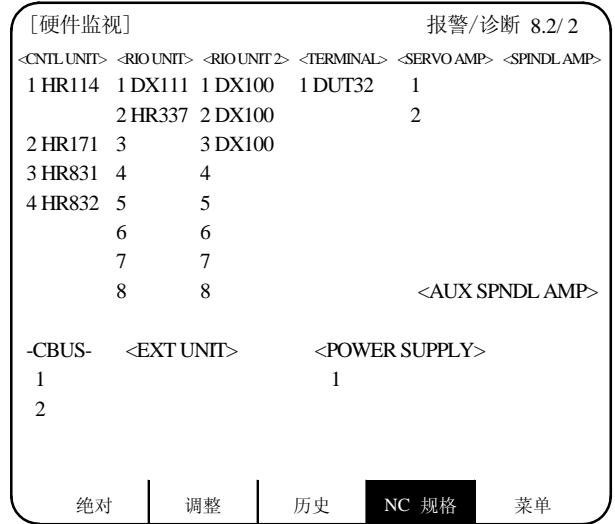 [硬件监视] 报警/诊断 8.2/ 2
<CNTL UNIT> <RIO UNIT> <RIO UNIT 2> <TERMINAL> <SERVO AMP> <SPINDL AMP>
1 HR114 1 DX111 1 DX100 1 DUT32 1
2 HR337 2 DX100 2
2 HR171 3 3 DX100
3 HR831 4 4
4 HR832 5 5
6 6
7 7
8 8 <AUX SPNDL AMP>
-CBUS- <EXT UNIT> <POWER SUPPLY>
1 1
2
绝对 调整 历史 NC 规格 菜单